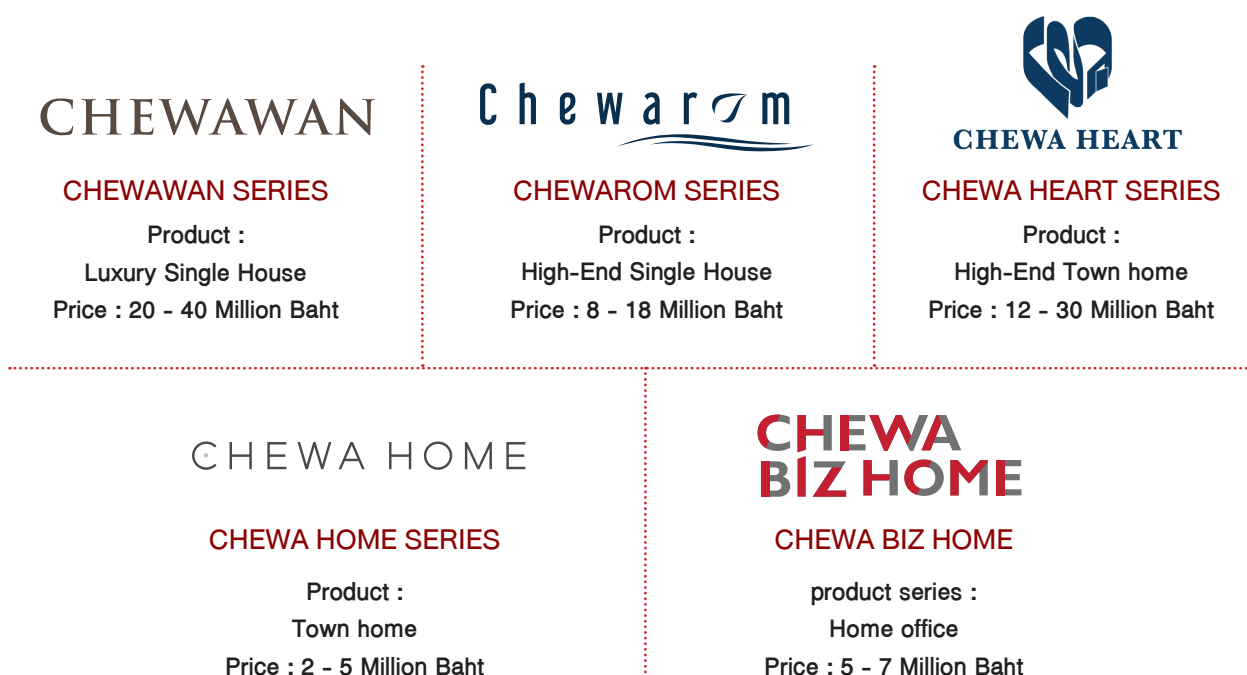 CHEWAWAN
CHEWAWAN SERIES
Product :
Luxury Single House
Price : 20 - 40 Million Baht
Chewarom
CHEWAROM SERIES
Product :
High-End Single House
Price : 8 - 18 Million Baht
CHEWA HEART
CHEWA HEART SERIES
Product :
High-End Town home
Price : 12 - 30 Million Baht
CHEWA HOME
CHEWA HOME SERIES
Product :
Town home
Price : 2 - 5 Million Baht
CHEWA
BIZ HOME
CHEWA BIZ HOME
product series :
Home office
Price : 5 - 7 Million Baht